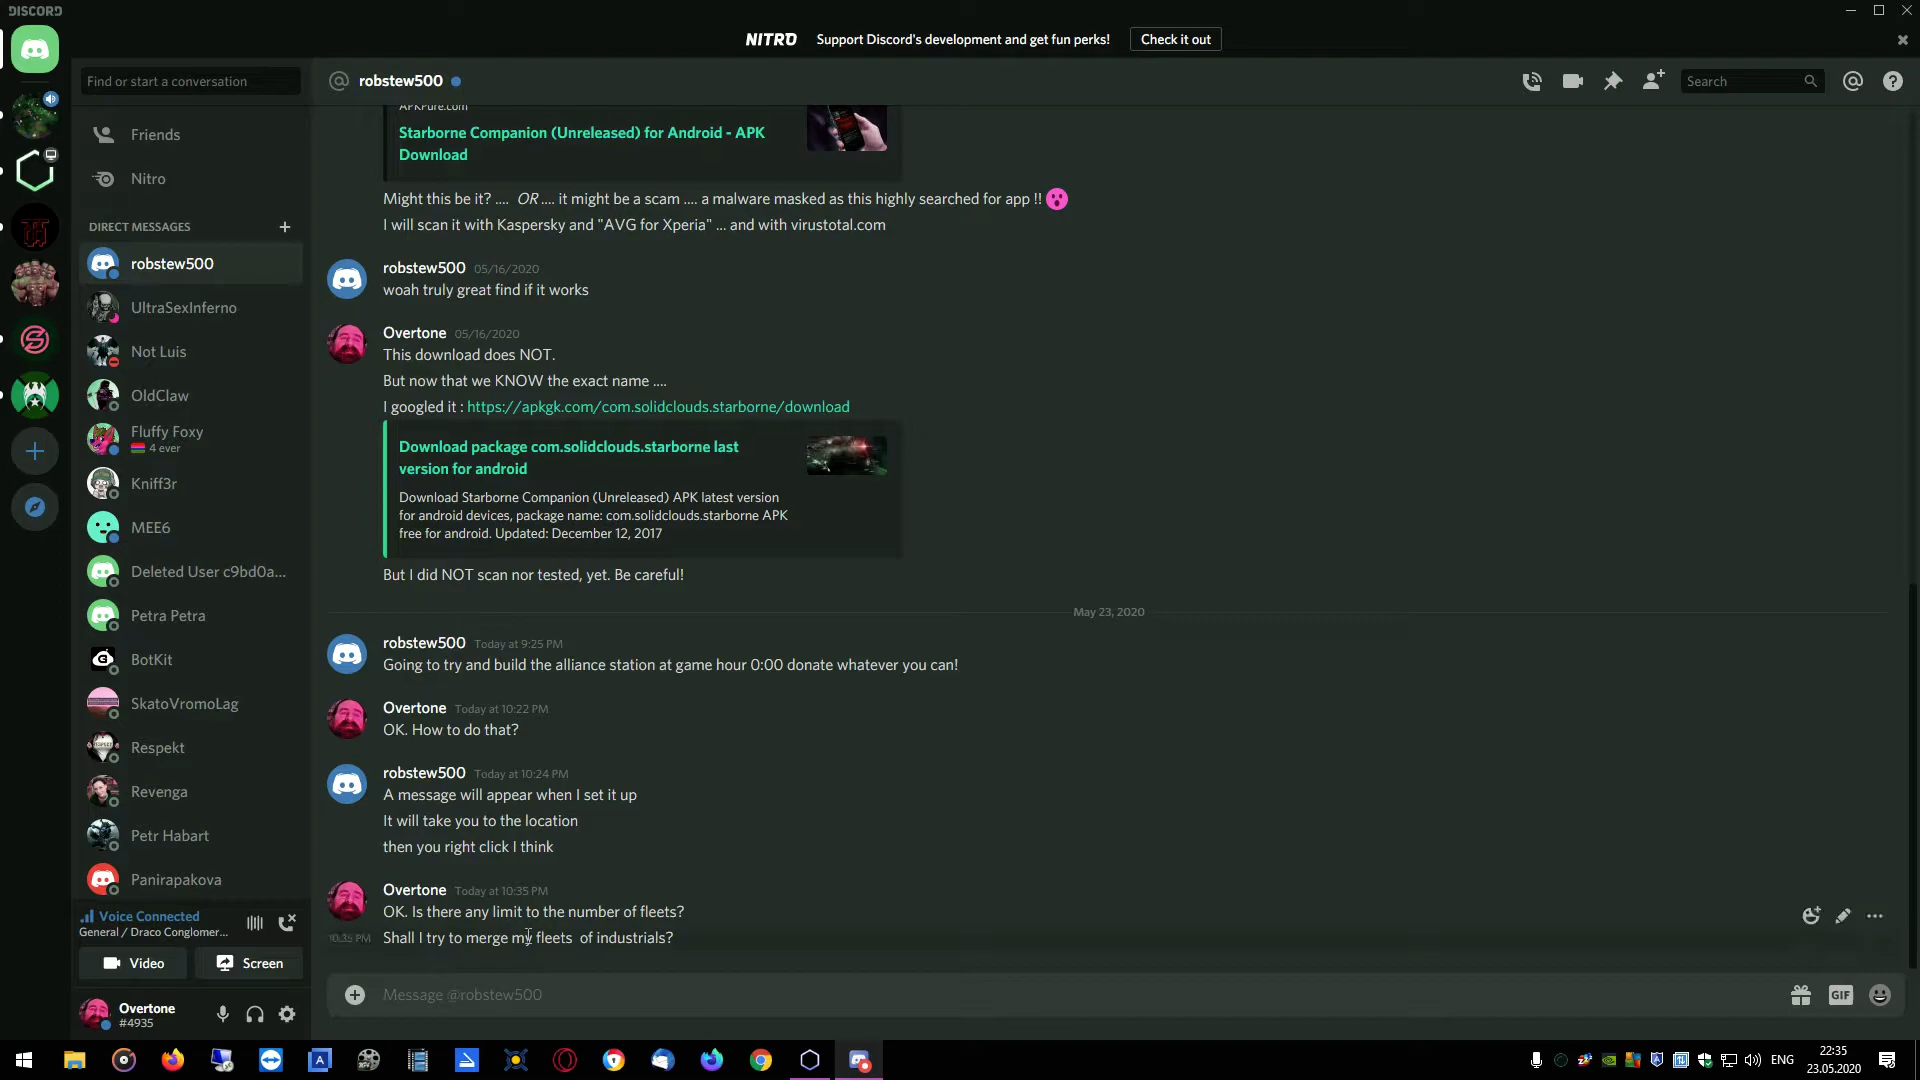 DISCORD
NITRO Support Discord's development and get fun perks! Check it out
Find or start a conversation
robstew500
Search
Friends
Nitro
DIRECT MESSAGES
robstew500
UltraSexInferno
Not Luis
OldClaw
Fluffy Foxy
4 ever
Kniff3r
MEE6
Deleted User c9bd0a...
Petra Petra
BotKit
SkatoVromoLag
Respekt
Revenga
Petr Habart
Panirapakova
Voice Connected
General / Draco Conglomer...
Video
Screen
Overtone
#4935
APKPure.com
Starborne Companion (Unreleased) for Android - APK
Download
Might this be it? .... OR .... it might be a scam .... a malware masked as this highly searched for app !!
I will scan it with Kaspersky and "AVG for Xperia" ... and with virustotal.com
robstew500 05/16/2020
woah truly great find if it works
Overtone 05/16/2020
This download does NOT.
But now that we KNOW the exact name ....
I googled it : https://apkgk.com/com.solidclouds.starborne/download
Download package com.solidclouds.starborne last
version for android
Download Starborne Companion (Unreleased) APK latest version
for android devices, package name: com.solidclouds.starborne APK
free for android. Updated: December 12, 2017
But I did NOT scan nor tested, yet. Be careful!
May 23, 2020
robstew500 Today at 9:25 PM
Going to try and build the alliance station at game hour 0:00 donate whatever you can!
Overtone Today at 10:22 PM
OK. How to do that?
robstew500 Today at 10:24 PM
A message will appear when I set it up
It will take you to the location
then you right click I think
Overtone Today at 10:35 PM
OK. Is there any limit to the number of fleets?
10:35 PM Shall I try to merge my fleets of industrials?
Message @robstew500
GIF
ENG
22:35
23.05.2020